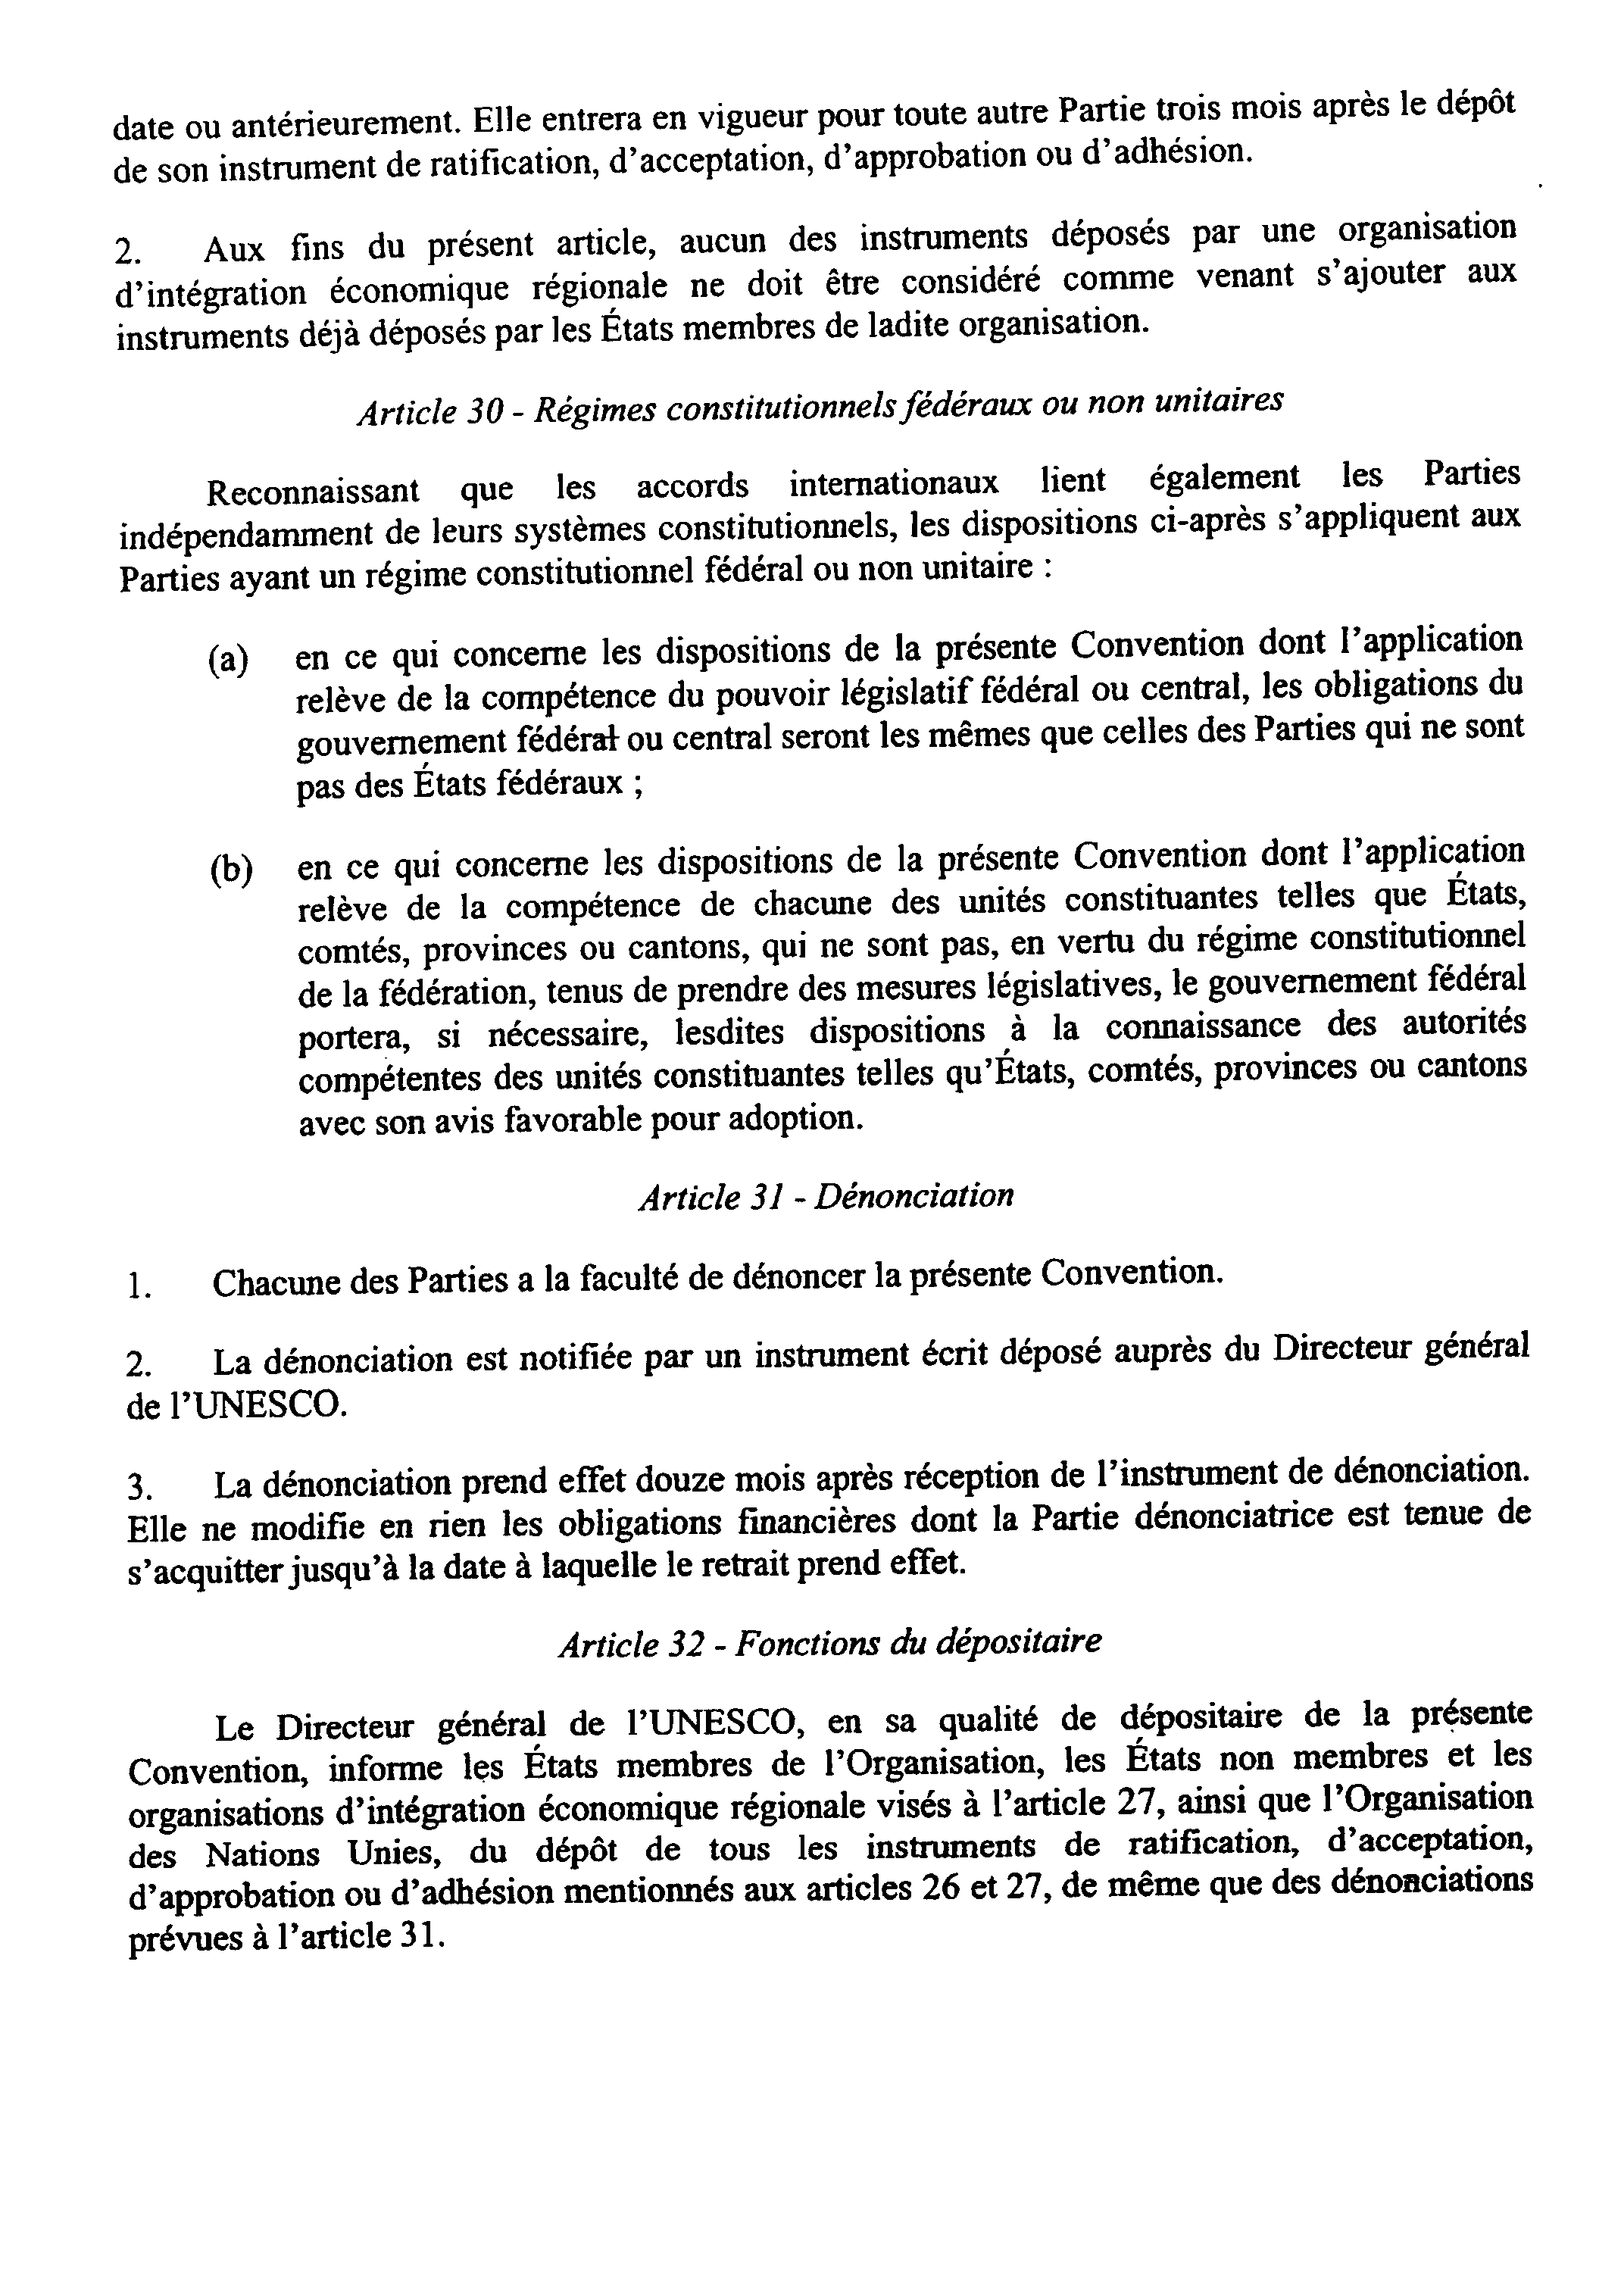 date ou antérieurement. Elle entrera en vigueur pour toute autre Partie trois mois après le dépôt
de son instrument de ratification, d'acceptation, d'approbation ou d'adhésion.
2. Aux fins du présent article, aucun des instruments déposés par une organisation
d'intégration économique régionale ne doit être considéré comme venant s'ajouter aux
instruments déjà déposés par les États membres de ladite organisation.
Article 30 - Régimes constitutionnels fédéraux ou non unitaires
Reconnaissant que les accords internationaux lient également les Parties
indépendamment de leurs systèmes constitutionnels, les dispositions ci-après s'appliquent aux
Parties ayant un régime constitutionnel fédéral ou non unitaire :
(a) en ce qui concerne les dispositions de la présente Convention dont l'application
relève de la compétence du pouvoir législatif fédéral ou central, les obligations du
gouvernement fédéral ou central seront les mêmes que celles des Parties qui ne sont
pas des États fédéraux ;
(b) en ce qui concerne les dispositions de la présente Convention dont l'application
relève de la compétence de chacune des unités constituantes telles que États,
comtés, provinces ou cantons, qui ne sont pas, en vertu du régime constitutionnel
de la fédération, tenus de prendre des mesures législatives, le gouvernement fédéral
portera, si nécessaire, lesdites dispositions à la connaissance des autorités
compétentes des unités constituantes telles qu'États, comtés, provinces ou cantons
avec son avis favorable pour adoption.
Article 31 - Dénonciation
1. Chacune des Parties a la faculté de dénoncer la présente Convention.
2. La dénonciation est notifiée par un instrument écrit déposé auprès du Directeur général
de l'UNESCO.
3. La dénonciation prend effet douze mois après réception de l'instrument de dénonciation.
Elle ne modifie en rien les obligations financières dont la Partie dénonciatrice est tenue de
s'acquitter jusqu'à la date à laquelle le retrait prend effet.
Article 32 - Fonctions du dépositaire
Le Directeur général de l'UNESCO, en sa qualité de dépositaire de la présente
Convention, informe les États membres de l'Organisation, les États non membres et les
organisations d'intégration économique régionale visés à l'article 27, ainsi que l'Organisation
des Nations Unies, du dépôt de tous les instruments de ratification, d'acceptation,
d'approbation ou d'adhésion mentionnés aux articles 26 et 27, de même que des dénonciations
prévues à l'article 31.